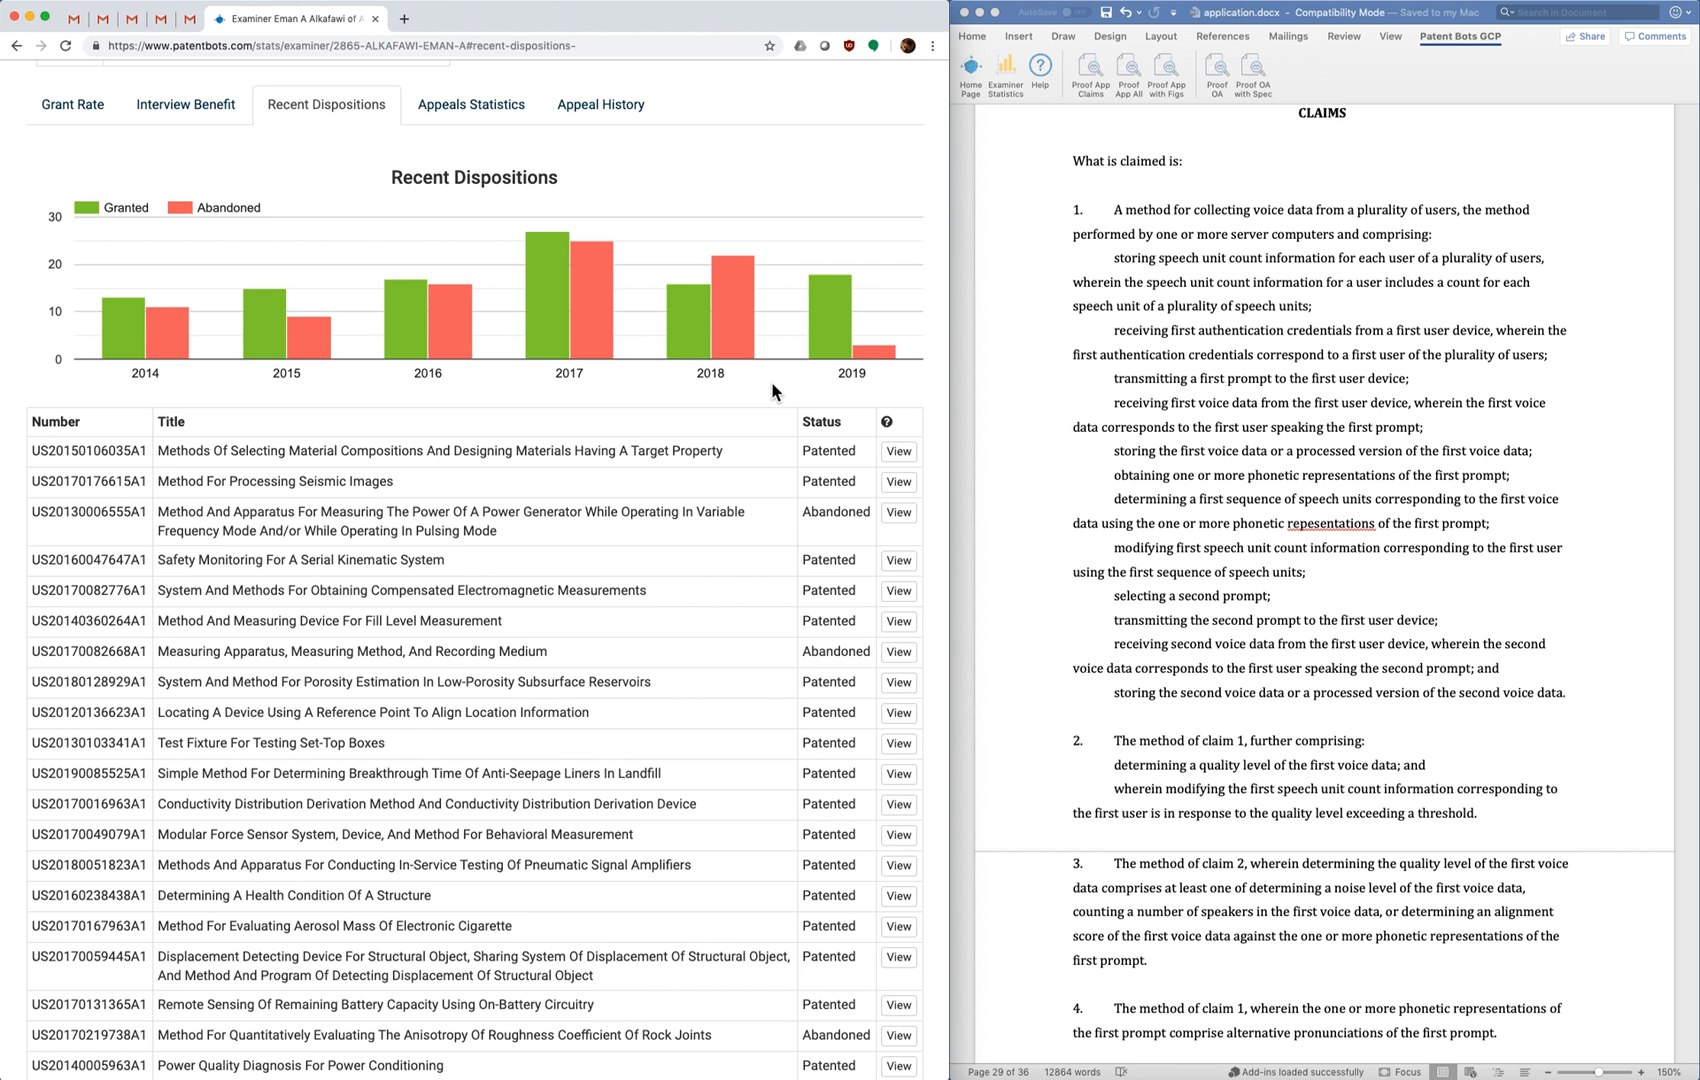 Examiner Eman A Alkafawi of A
https://www.patentbots.com/stats/examiner/2865-ALKAFAWI-EMAN-A#recent-dispositions-
Grant Rate
Interview Benefit
Recent Dispositions
Appeals Statistics
Appeal History
Recent Dispositions
Granted
Abandoned
30
20
10
0
2014
2015
2016
2017
2018
2019
Number Title Status
US20150106035A1 Methods Of Selecting Material Compositions And Designing Materials Having A Target Property Patented View
US20170176615A1 Method For Processing Seismic Images Patented View
US20130006555A1 Method And Apparatus For Measuring The Power Of A Power Generator While Operating In Variable Abandoned View
Frequency Mode And/or While Operating In Pulsing Mode
US20160047647A1 Safety Monitoring For A Serial Kinematic System Patented View
US20170082776A1 System And Methods For Obtaining Compensated Electromagnetic Measurements Patented View
US20140360264A1 Method And Measuring Device For Fill Level Measurement Patented View
US20170082668A1 Measuring Apparatus, Measuring Method, And Recording Medium Abandoned View
US20180128929A1 System And Method For Porosity Estimation In Low-Porosity Subsurface Reservoirs Patented View
US20120136623A1 Locating A Device Using A Reference Point To Align Location Information Patented View
US20130103341A1 Test Fixture For Testing Set-Top Boxes Patented View
US20190085525A1 Simple Method For Determining Breakthrough Time Of Anti-Seepage Liners In Landfill Patented View
US20170016963A1 Conductivity Distribution Derivation Method And Conductivity Distribution Derivation Device Patented View
US20170049079A1 Modular Force Sensor System, Device, And Method For Behavioral Measurement Patented View
US20180051823A1 Methods And Apparatus For Conducting In-Service Testing Of Pneumatic Signal Amplifiers Patented View
US20160238438A1 Determining A Health Condition Of A Structure Patented View
US20170167963A1 Method For Evaluating Aerosol Mass Of Electronic Cigarette Patented View
US20170059445A1 Displacement Detecting Device For Structural Object, Sharing System Of Displacement Of Structural Object, Patented View
And Method And Program Of Detecting Displacement Of Structural Object
US20170131365A1 Remote Sensing Of Remaining Battery Capacity Using On-Battery Circuitry Patented View
US20170219738A1 Method For Quantitatively Evaluating The Anisotropy Of Roughness Coefficient Of Rock Joints Abandoned View
US20140005963A1 Power Quality Diagnosis For Power Conditioning Patented View
AutoSave OFF application.docx - Compatibility Mode — Saved to my Mac Search in Document
Home Insert Draw Design Layout References Mailings Review View Patent Bots GCP Share Comments
Home Page
Examiner Statistics
Help
Proof App Claims
Proof App All
Proof App with Figs
Proof OA
Proof OA with Spec
CLAIMS
What is claimed is:
1. A method for collecting voice data from a plurality of users, the method
performed by one or more server computers and comprising:
storing speech unit count information for each user of a plurality of users,
wherein the speech unit count information for a user includes a count for each
speech unit of a plurality of speech units;
receiving first authentication credentials from a first user device, wherein the
first authentication credentials correspond to a first user of the plurality of users;
transmitting a first prompt to the first user device;
receiving first voice data from the first user device, wherein the first voice
data corresponds to the first user speaking the first prompt;
storing the first voice data or a processed version of the first voice data;
obtaining one or more phonetic representations of the first prompt;
determining a first sequence of speech units corresponding to the first voice
data using the one or more phonetic repesentations of the first prompt;
modifying first speech unit count information corresponding to the first user
using the first sequence of speech units;
selecting a second prompt;
transmitting the second prompt to the first user device;
receiving second voice data from the first user device, wherein the second
voice data corresponds to the first user speaking the second prompt; and
storing the second voice data or a processed version of the second voice data.
2. The method of claim 1, further comprising:
determining a quality level of the first voice data; and
wherein modifying the first speech unit count information corresponding to
the first user is in response to the quality level exceeding a threshold.
3. The method of claim 2, wherein determining the quality level of the first voice
data comprises at least one of determining a noise level of the first voice data,
counting a number of speakers in the first voice data, or determining an alignment
score of the first voice data against the one or more phonetic representations of the
first prompt.
4. The method of claim 1, wherein the one or more phonetic representations of
the first prompt comprise alternative pronunciations of the first prompt.
Page 29 of 36 12864 words Add-ins loaded successfully Focus 150%